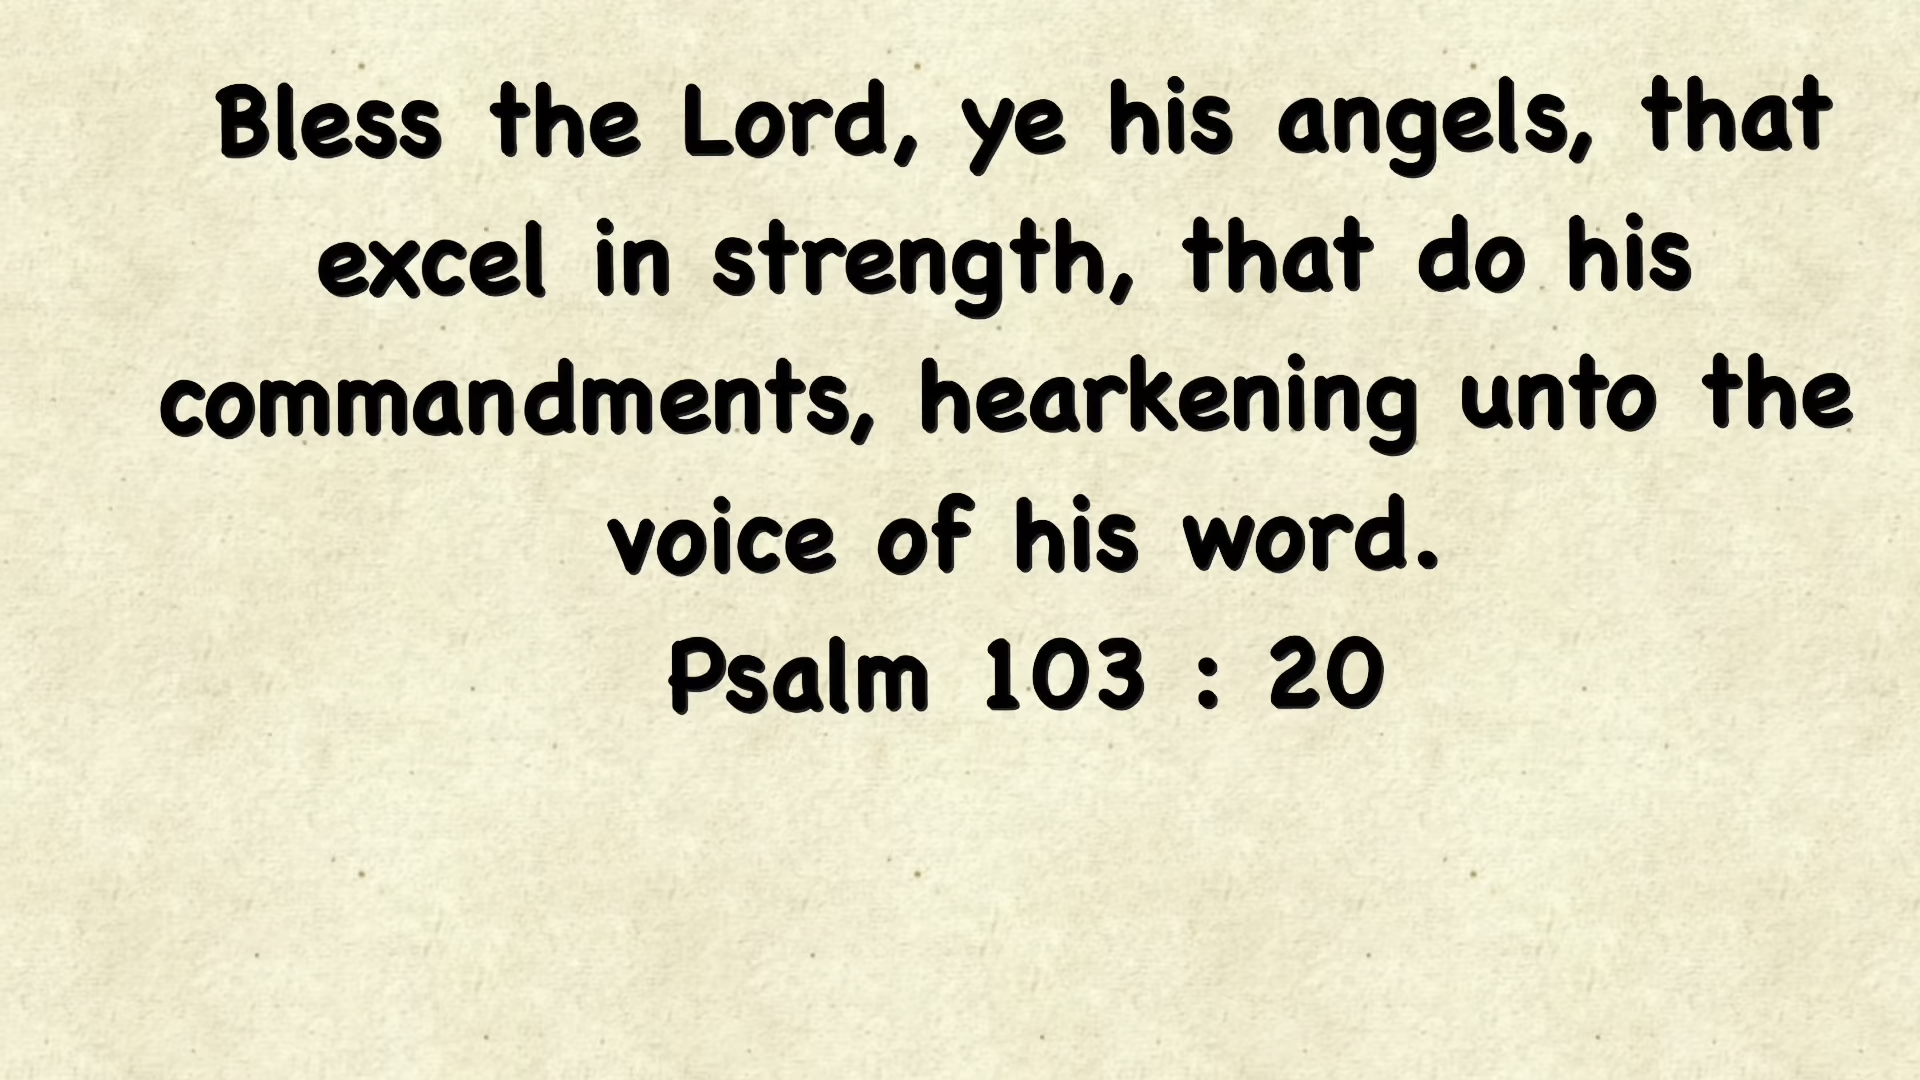 Bless the Lord, ye his angels, that
excel in strength, that do his
commandments, hearkening unto the
voice of his word.
Psalm 103 : 20